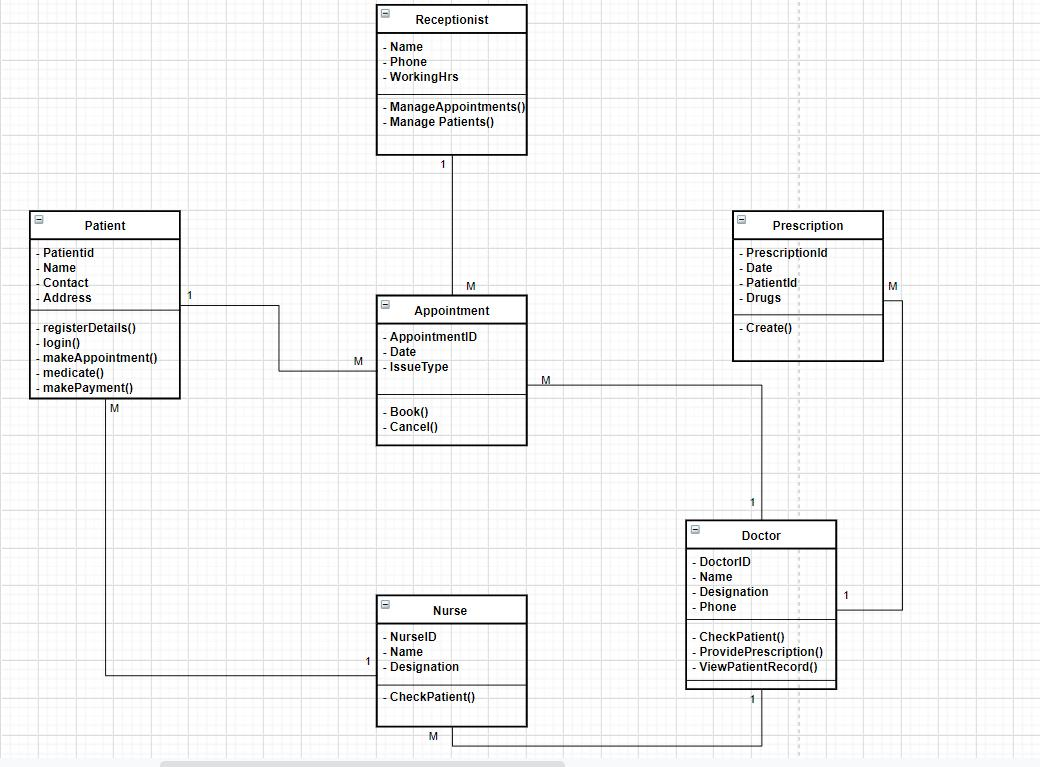 Receptionist
- Name
- Phone
- WorkingHrs
- ManageAppointments()
- Manage Patients()
1
M
Patient
- Patientid
- Name
- Contact
- Address
- registerDetails()
- login()
- makeAppointment()
- medicate()
- makePayment()
1
M
M
Appointment
- AppointmentID
- Date
- IssueType
- Book()
- Cancel()
M
1
Prescription
- PrescriptionId
- Date
- PatientId
- Drugs
- Create()
M
1
Doctor
- DoctorID
- Name
- Designation
- Phone
- CheckPatient()
- ProvidePrescription()
- ViewPatientRecord()
1
Nurse
- NurseID
- Name
- Designation
- CheckPatient()
1
M